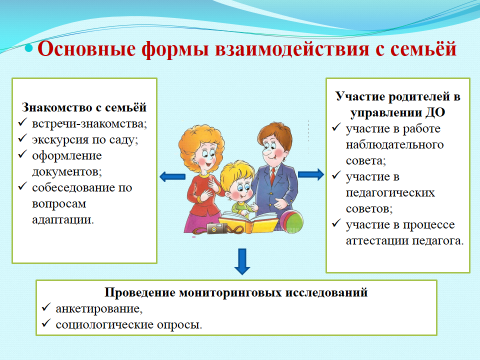 • Основные формы взаимодействия с семьёй
Знакомство с семьёй
✓ встречи-знакомства;
✓ экскурсия по саду;
✓ оформление
документов;
✓ собеседование по
вопросам
адаптации.
Участие родителей в
управлении ДО
✓ участие в работе
наблюдательного
совета;
✓ участие в
педагогических
советов;
✓ участие в процессе
аттестации педагога.
Проведение мониторинговых исследований
✓ анкетирование,
✓ социологические опросы.